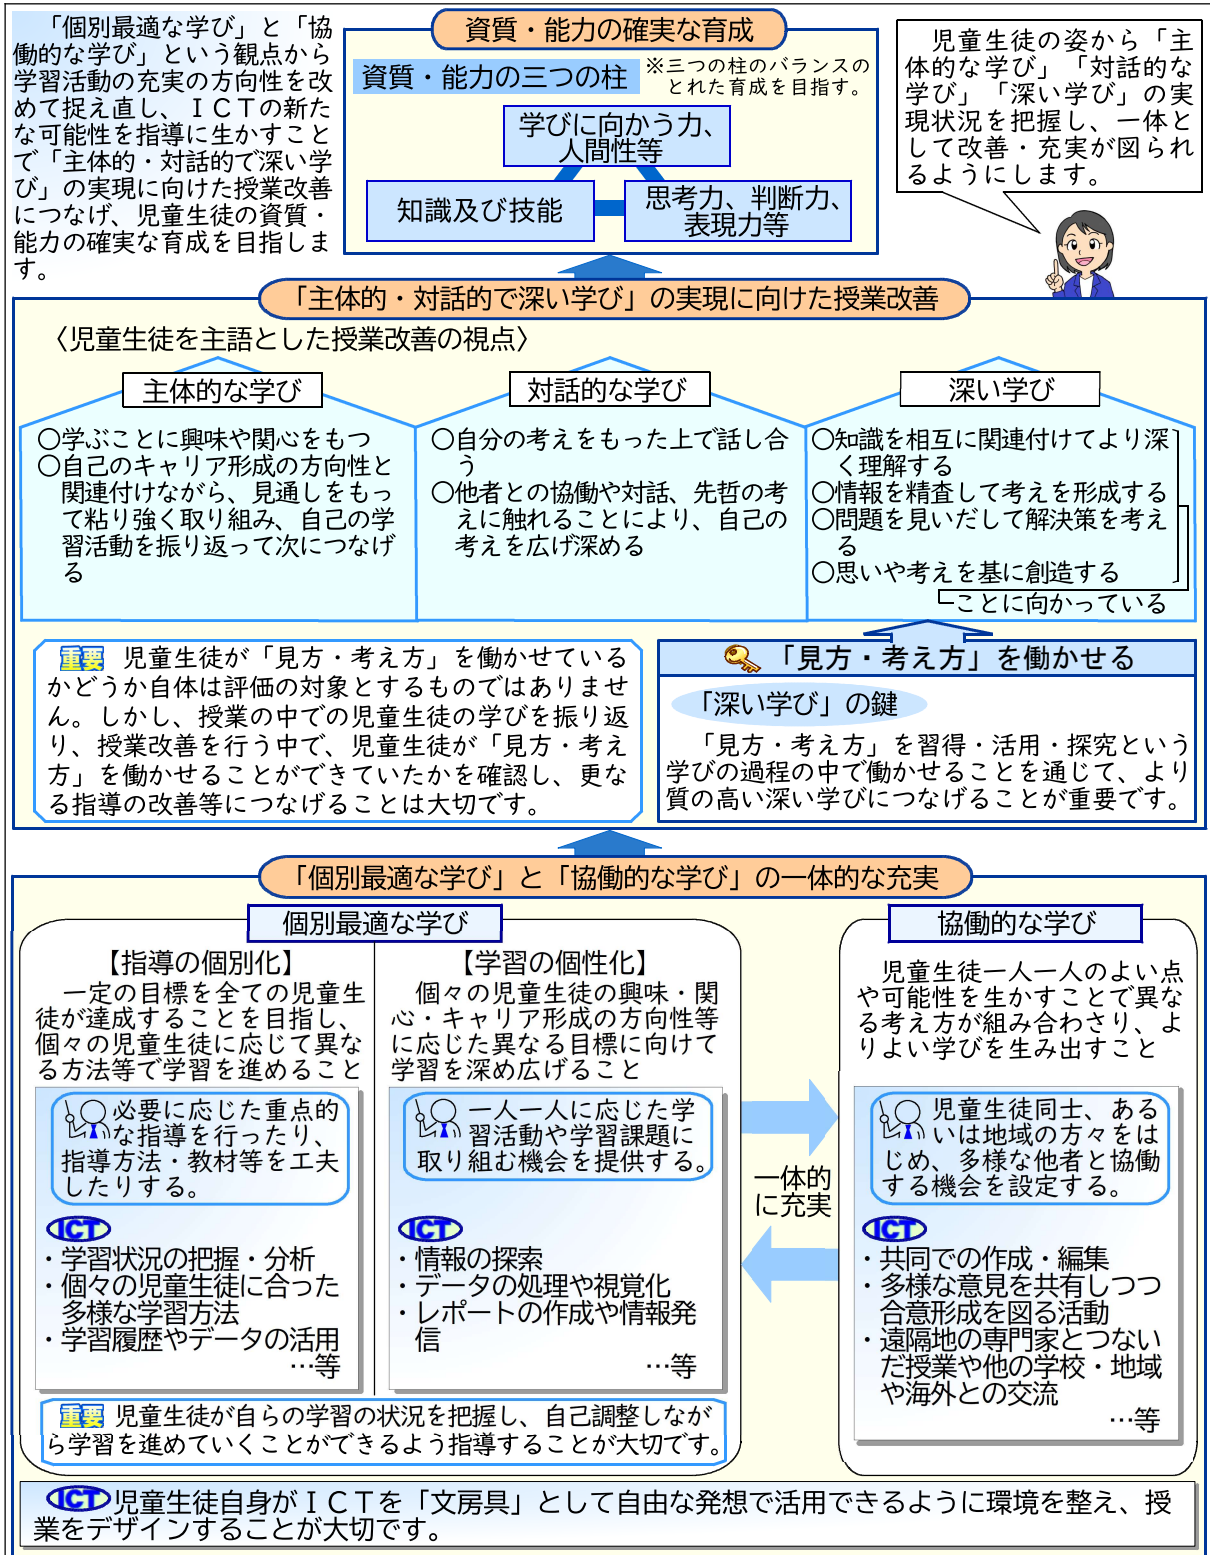 「個別最適な学び」と「協
働的な学び」という観点から
学習活動の充実の方向性を改
めて捉え直し、ＩＣＴの新た
な可能性を指導に生かすこと
で「主体的・対話的で深い学
び」の実現に向けた授業改善
につなげ、児童生徒の資質・
能力の確実な育成を目指しま
す。
資質・能力の確実な育成
資質・能力の三つの柱
※三つの柱のバランスの
とれた育成を目指す。
学びに向かう力、
人間性等
知識及び技能
思考力、判断力、
表現力等
児童生徒の姿から「主
体的な学び」「対話的な
学び」「深い学び」の実
現状況を把握し、一体と
して改善・充実が図られ
るようにします。
「主体的・対話的で深い学び」の実現に向けた授業改善
〈児童生徒を主語とした授業改善の視点〉
主体的な学び
○学ぶことに興味や関心をもつ
○自己のキャリア形成の方向性と
関連付けながら、見通しをもっ
て粘り強く取り組み、自己の学
習活動を振り返って次につなげ
る
対話的な学び
○自分の考えをもった上で話し合
う
○他者との協働や対話、先哲の考
えに触れることにより、自己の
考えを広げ深める
深い学び
○知識を相互に関連付けてより深
く理解する
○情報を精査して考えを形成する
○問題を見いだして解決策を考え
る
○思いや考えを基に創造する
ことに向かっている
重要 児童生徒が「見方・考え方」を働かせている
かどうか自体は評価の対象とするものではありませ
ん。しかし、授業の中での児童生徒の学びを振り返
り、授業改善を行う中で、児童生徒が「見方・考え
方」を働かせることができていたかを確認し、更な
る指導の改善等につなげることは大切です。
「見方・考え方」を働かせる
「深い学び」の鍵
「見方・考え方」を習得・活用・探究という
学びの過程の中で働かせることを通じて、より
質の高い深い学びにつなげることが重要です。
「個別最適な学び」と「協働的な学び」の一体的な充実
個別最適な学び
【指導の個別化】
一定の目標を全ての児童生
徒が達成することを目指し、
個々の児童生徒に応じて異な
る方法等で学習を進めること
必要に応じた重点的
な指導を行ったり、
指導方法・教材等を工夫
したりする。
ICT
・学習状況の把握・分析
・個々の児童生徒に合った
多様な学習方法
・学習履歴やデータの活用
…等
【学習の個性化】
個々の児童生徒の興味・関
心・キャリア形成の方向性等
に応じた異なる目標に向けて
学習を深め広げること
一人一人に応じた学
習活動や学習課題に
取り組む機会を提供する。
ICT
・情報の探索
・データの処理や視覚化
・レポートの作成や情報発
信
…等
重要 児童生徒が自らの学習の状況を把握し、自己調整しなが
ら学習を進めていくことができるよう指導することが大切です。
一体的
に充実
協働的な学び
児童生徒一人一人のよい点
や可能性を生かすことで異な
る考え方が組み合わさり、よ
りよい学びを生み出すこと
児童生徒同士、ある
いは地域の方々をは
じめ、多様な他者と協働
する機会を設定する。
ICT
・共同での作成・編集
・多様な意見を共有しつつ
合意形成を図る活動
・遠隔地の専門家とつない
だ授業や他の学校・地域
や海外との交流
…等
ICT児童生徒自身がＩＣＴを「文房具」として自由な発想で活用できるように環境を整え、授
業をデザインすることが大切です。